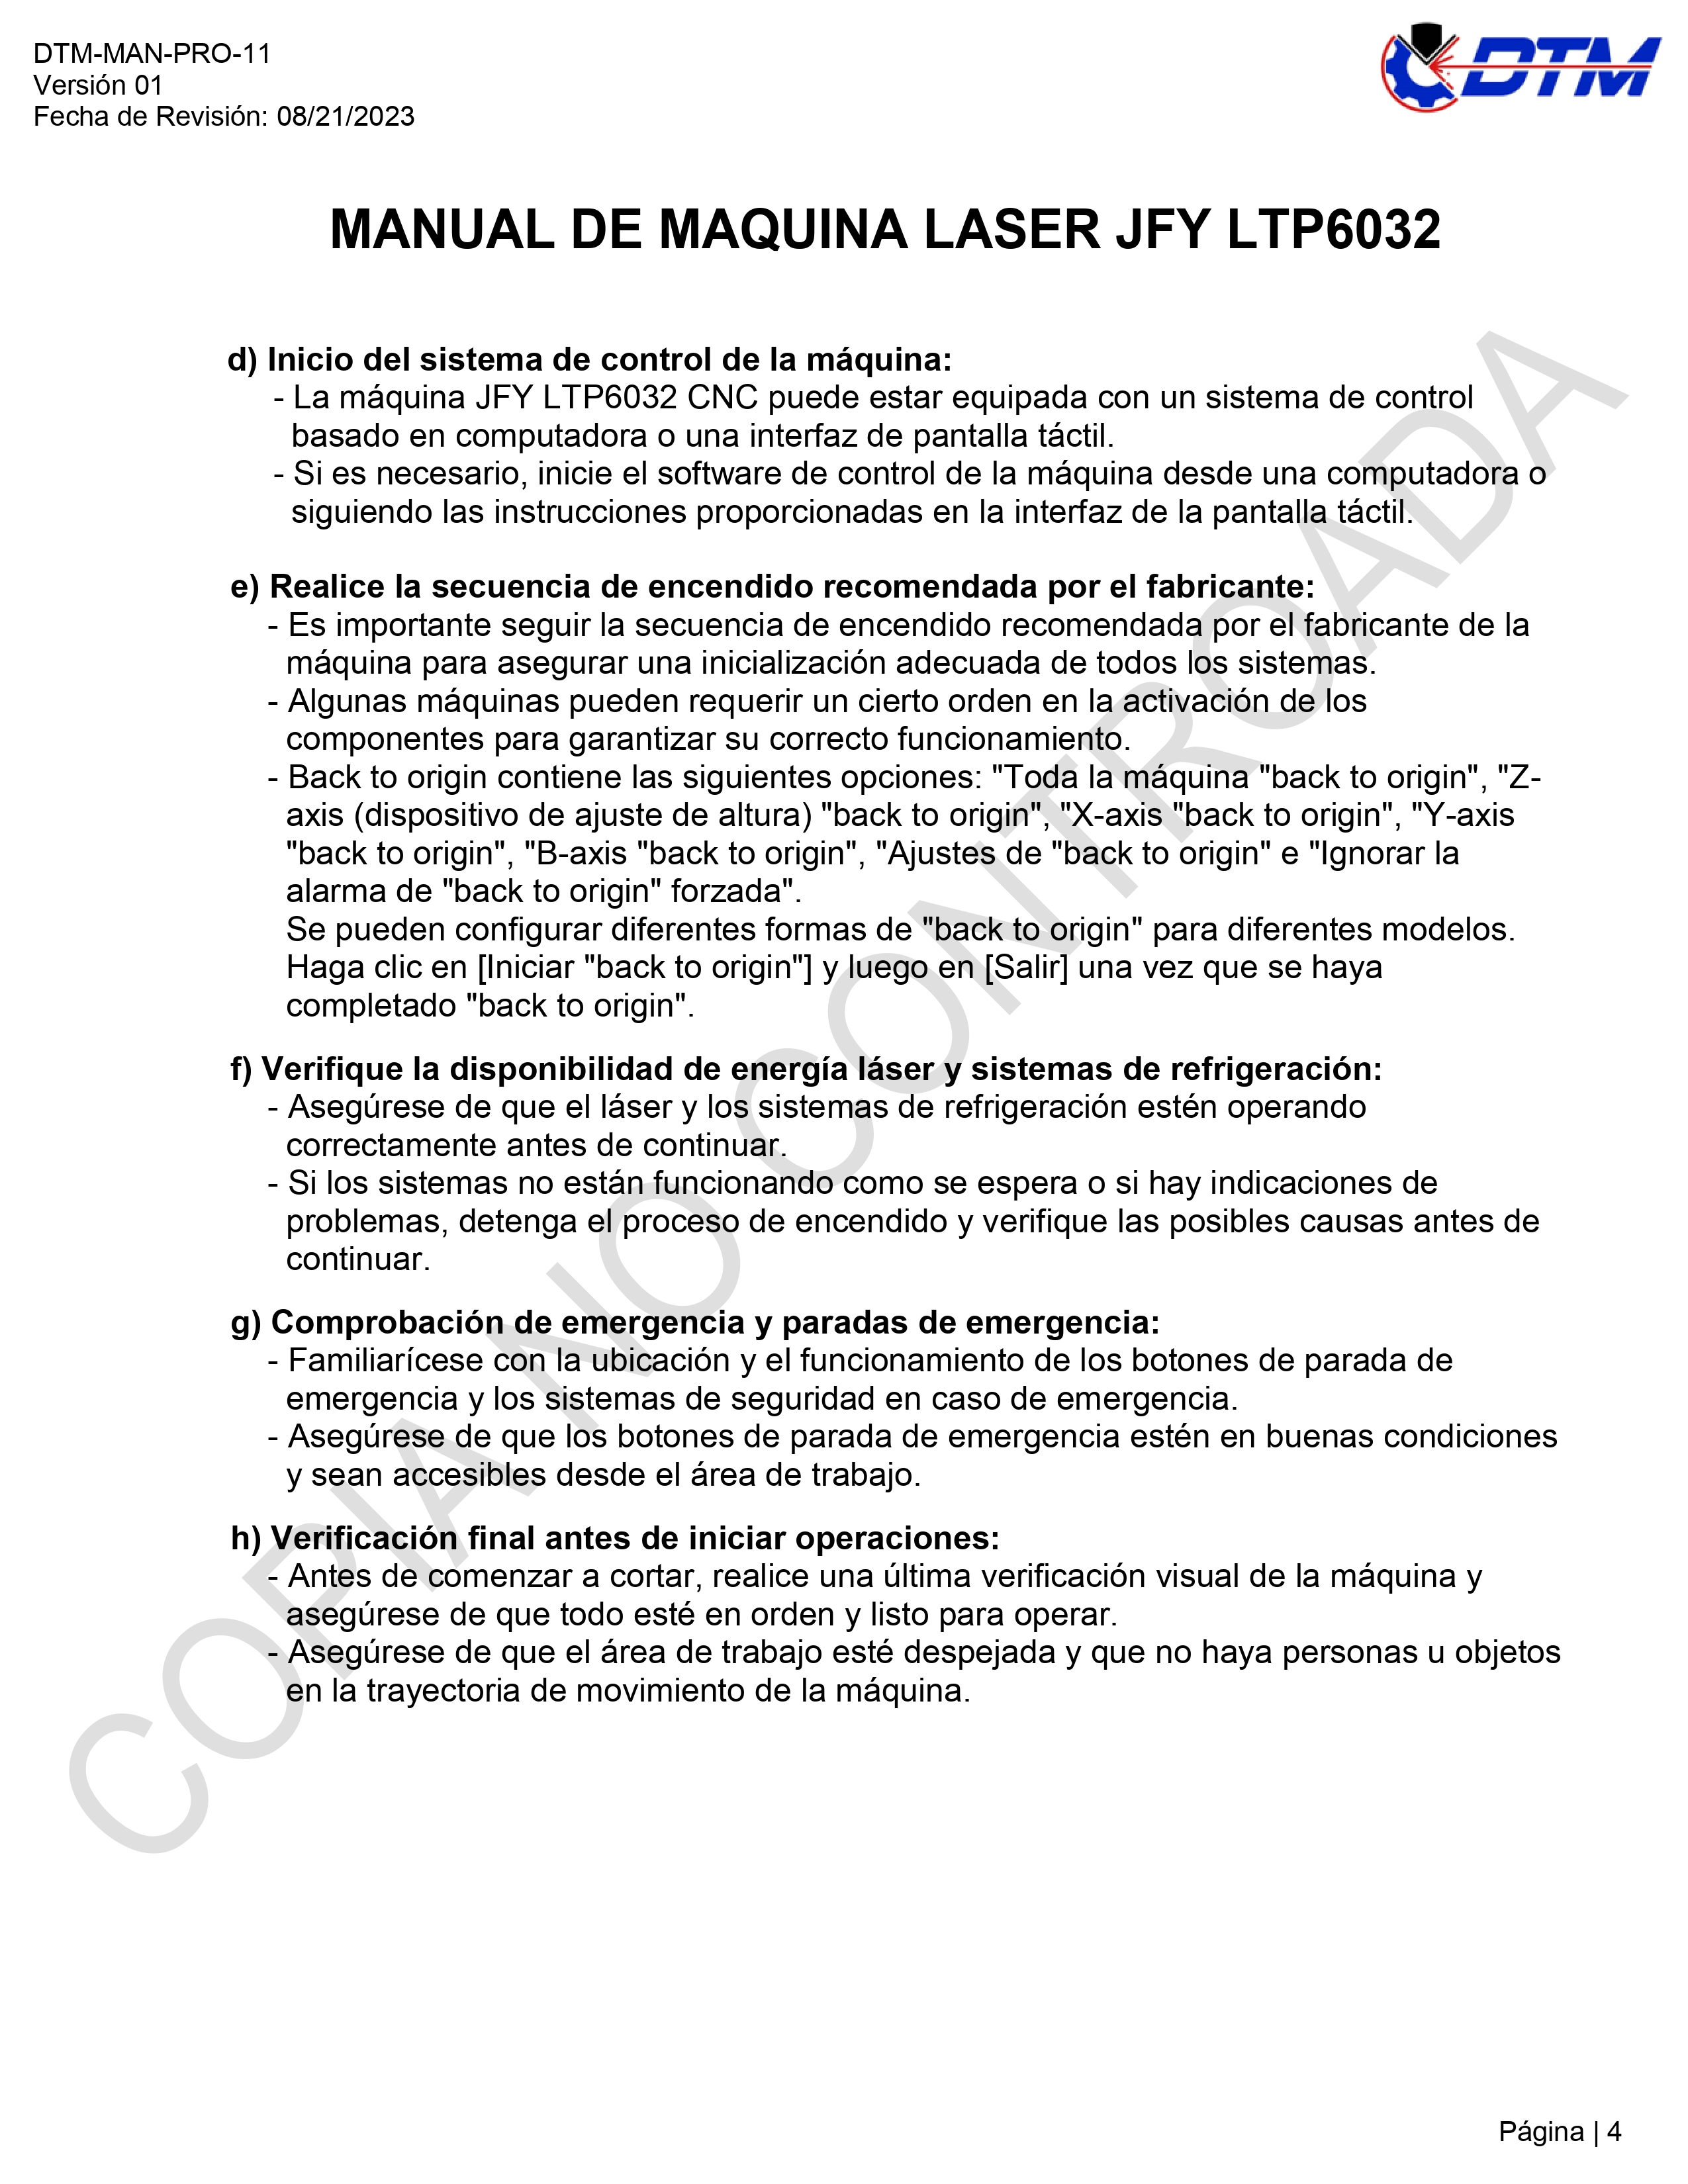 DTM-MAN-PRO-11
Versión 01
Fecha de Revisión: 08/21/2023
DTM
MANUAL DE MAQUINA LASER JFY LTP6032
d) Inicio del sistema de control de la máquina:
- La máquina JFY LTP6032 CNC puede estar equipada con un sistema de control
basado en computadora o una interfaz de pantalla táctil.
- Si es necesario, inicie el software de control de la máquina desde una computadora o
siguiendo las instrucciones proporcionadas en la interfaz de la pantalla táctil.
e) Realice la secuencia de encendido recomendada por el fabricante:
- Es importante seguir la secuencia de encendido recomendada por el fabricante de la
máquina para asegurar una inicialización adecuada de todos los sistemas.
- Algunas máquinas pueden requerir un cierto orden en la activación de los
componentes para garantizar su correcto funcionamiento.
- Back to origin contiene las siguientes opciones: "Toda la máquina "back to origin", "Z-
axis (dispositivo de ajuste de altura) "back to origin", "X-axis "back to origin", "Y-axis
"back to origin", "B-axis "back to origin", "Ajustes de "back to origin" e "Ignorar la
alarma de "back to origin" forzada".
Se pueden configurar diferentes formas de "back to origin" para diferentes modelos.
Haga clic en [Iniciar "back to origin"] y luego en [Salir] una vez que se haya
completado "back to origin".
f) Verifique la disponibilidad de energía láser y sistemas de refrigeración:
- Asegúrese de que el láser y los sistemas de refrigeración estén operando
correctamente antes de continuar.
- Si los sistemas no están funcionando como se espera o si hay indicaciones de
problemas, detenga el proceso de encendido y verifique las posibles causas antes de
continuar.
g) Comprobación de emergencia y paradas de emergencia:
- Familiarícese con la ubicación y el funcionamiento de los botones de parada de
emergencia y los sistemas de seguridad en caso de emergencia.
- Asegúrese de que los botones de parada de emergencia estén en buenas condiciones
y sean accesibles desde el área de trabajo.
h) Verificación final antes de iniciar operaciones:
- Antes de comenzar a cortar, realice una última verificación visual de la máquina y
asegúrese de que todo esté en orden y listo para operar.
- Asegúrese de que el área de trabajo esté despejada y que no haya personas u objetos
en la trayectoria de movimiento de la máquina.
COPIA NO CONTROADA
Página | 4